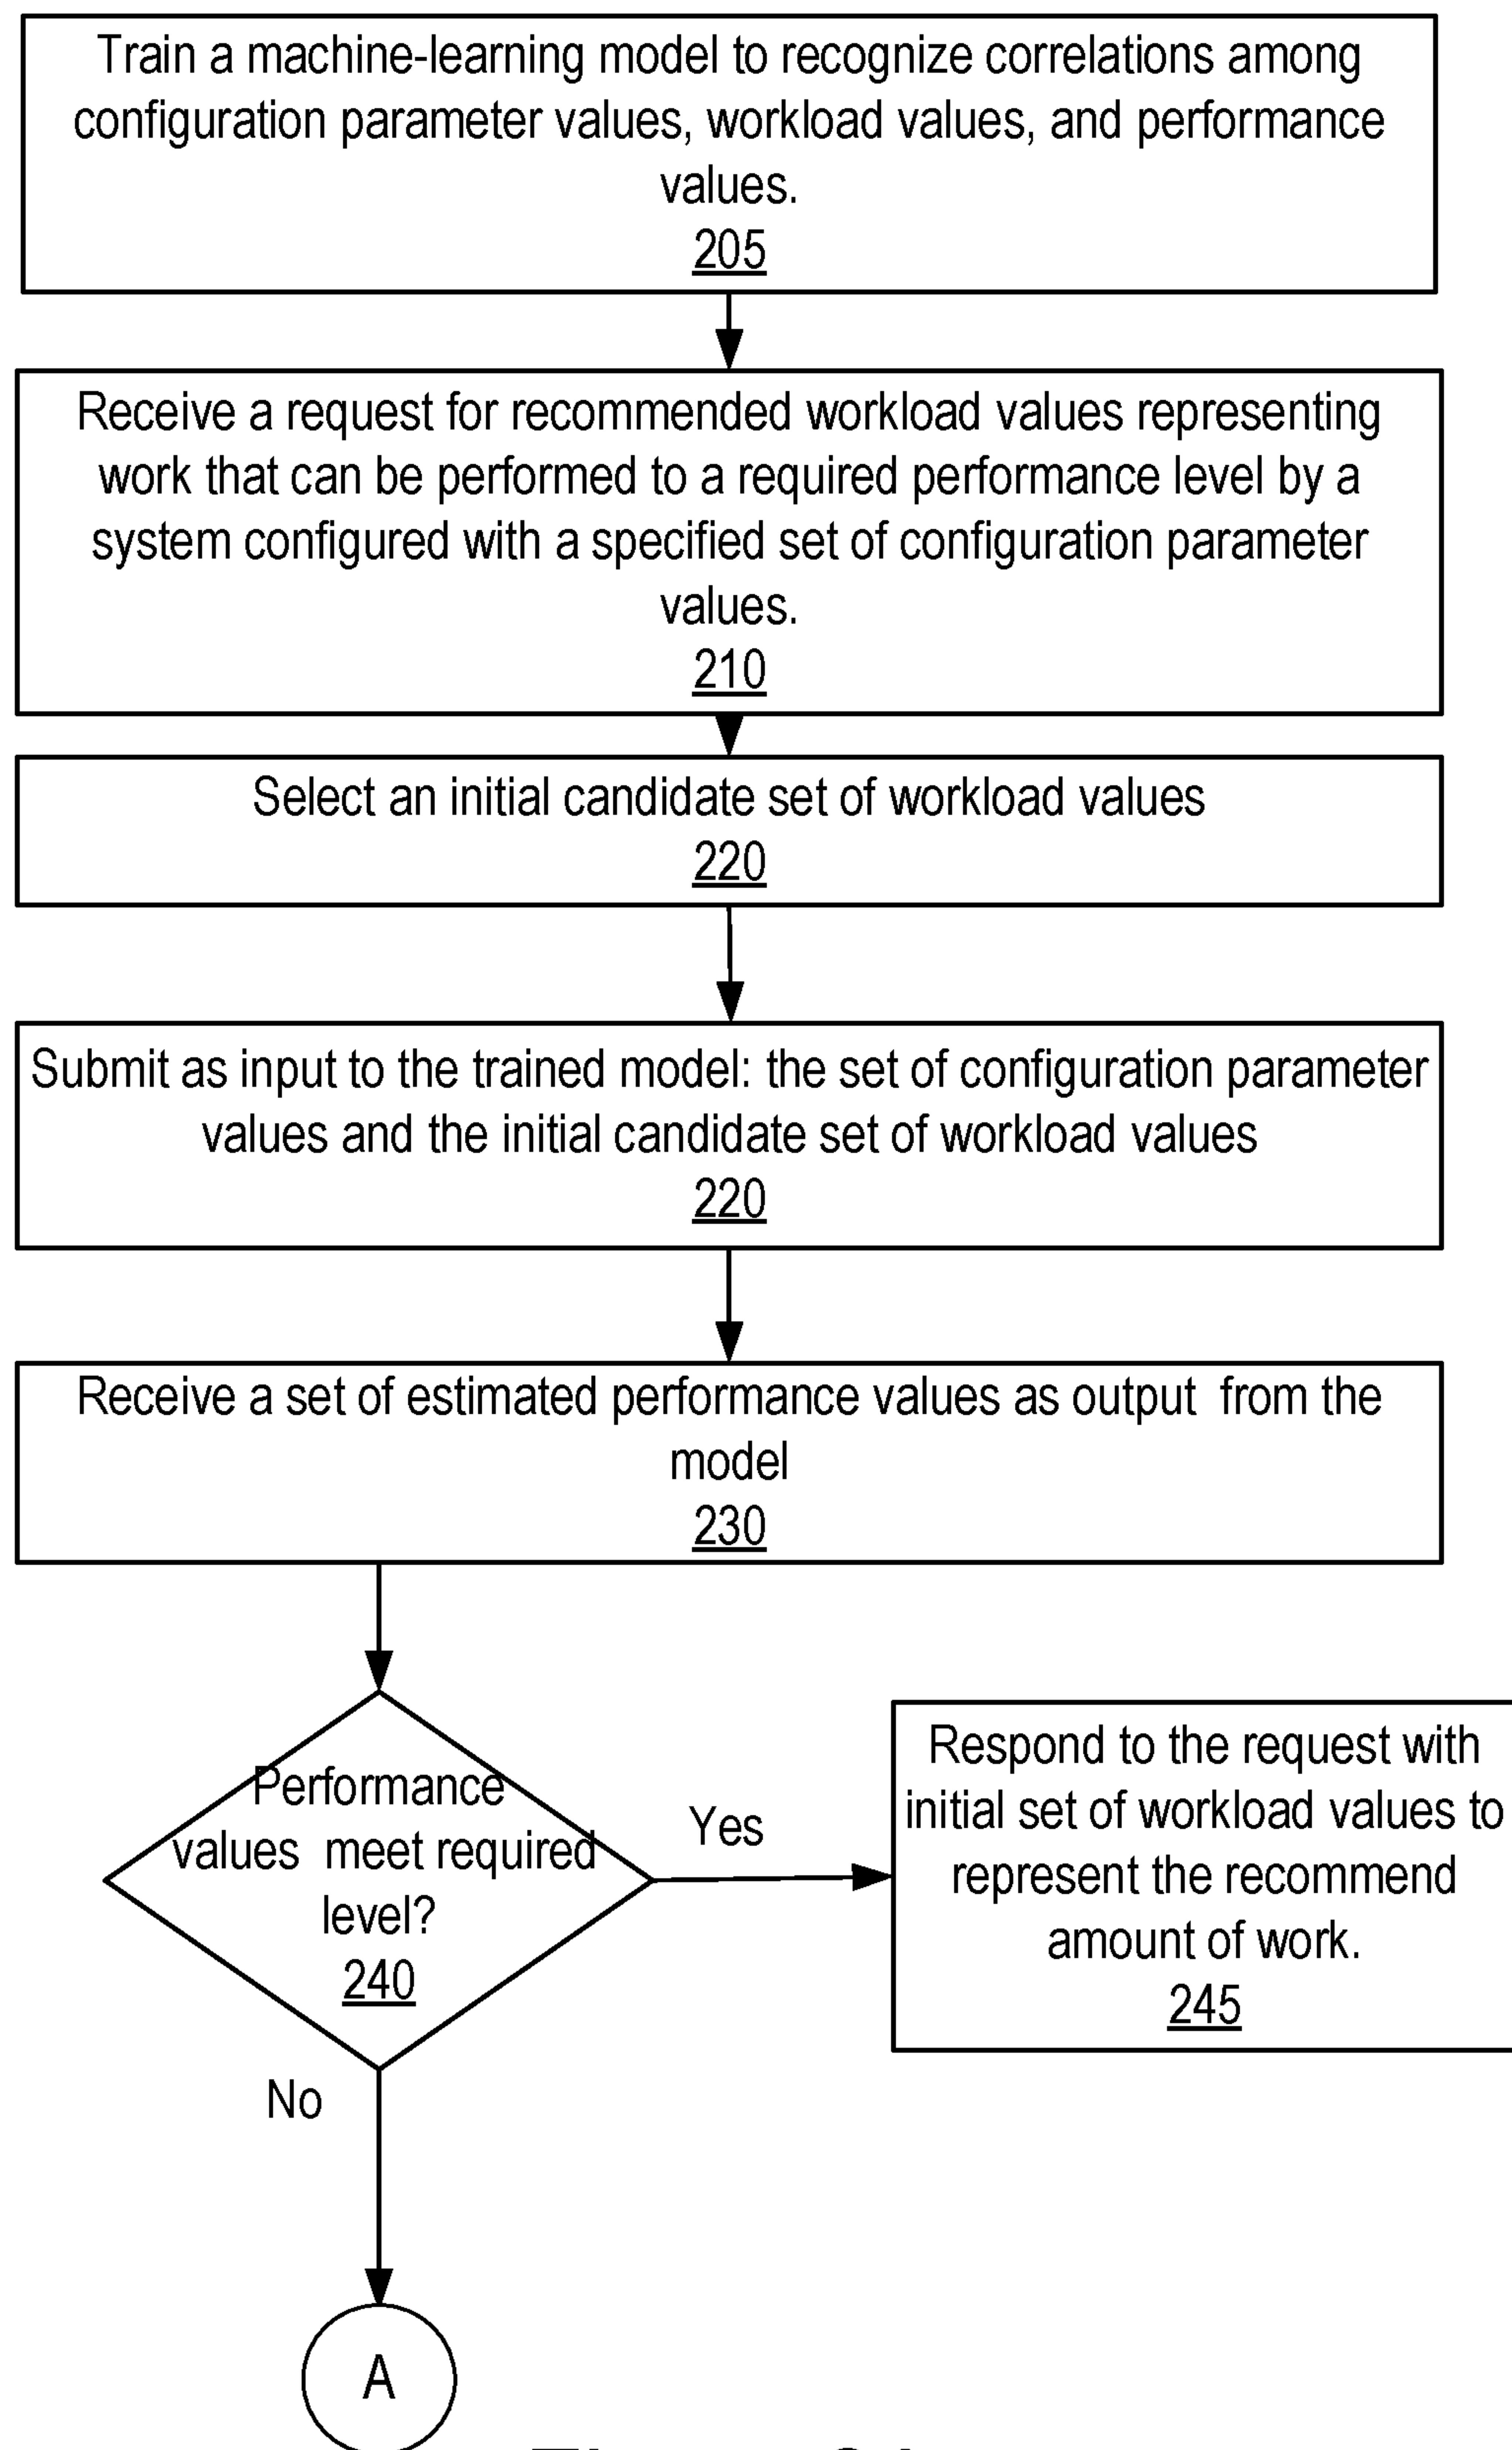 Train a machine-learning model to recognize correlations among
configuration parameter values, workload values, and performance
values.
205
Receive a request for recommended workload values representing
work that can be performed to a required performance level by a
system configured with a specified set of configuration parameter
values.
210
Select an initial candidate set of workload values
220
Submit as input to the trained model: the set of configuration parameter
values and the initial candidate set of workload values
220
Receive a set of estimated performance values as output from the
model
230
Performance
values meet required
level?
240
Yes
Respond to the request with
initial set of workload values to
represent the recommend
amount of work.
245
No
A